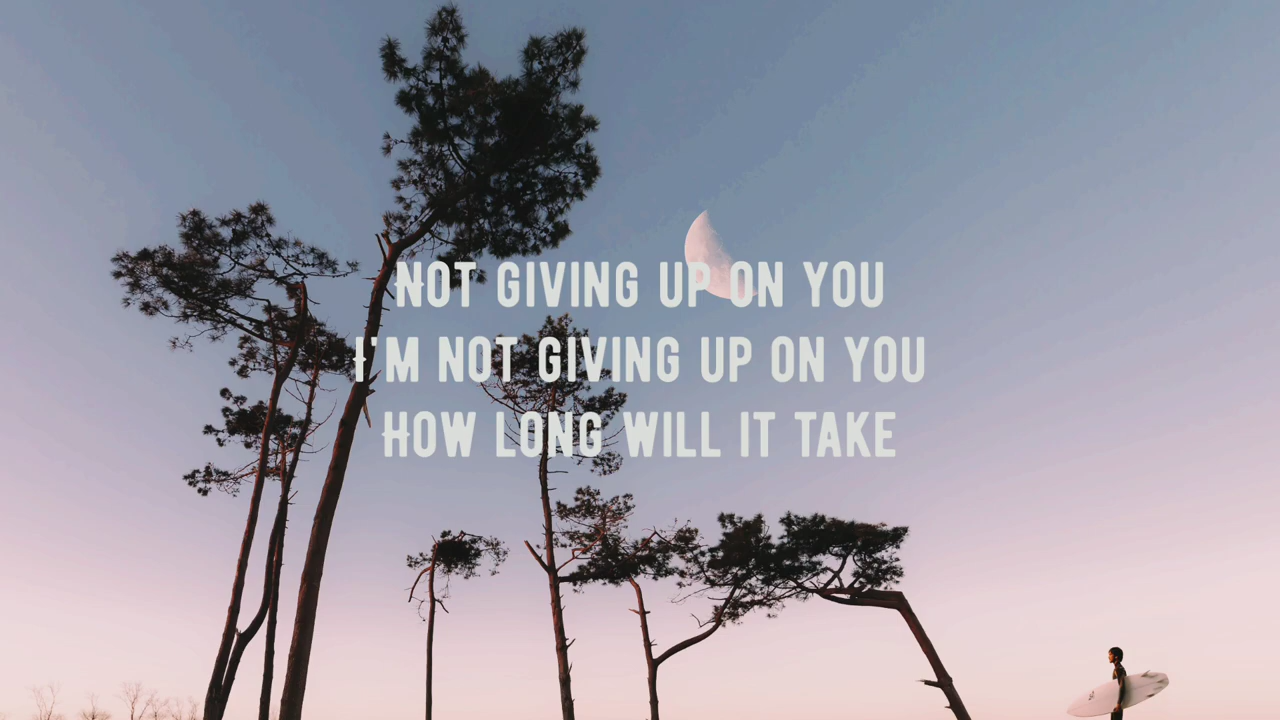 NOT GIVING UP ON YOU
I'M NOT GIVING UP ON YOU
HOW LONG WILL IT TAKE